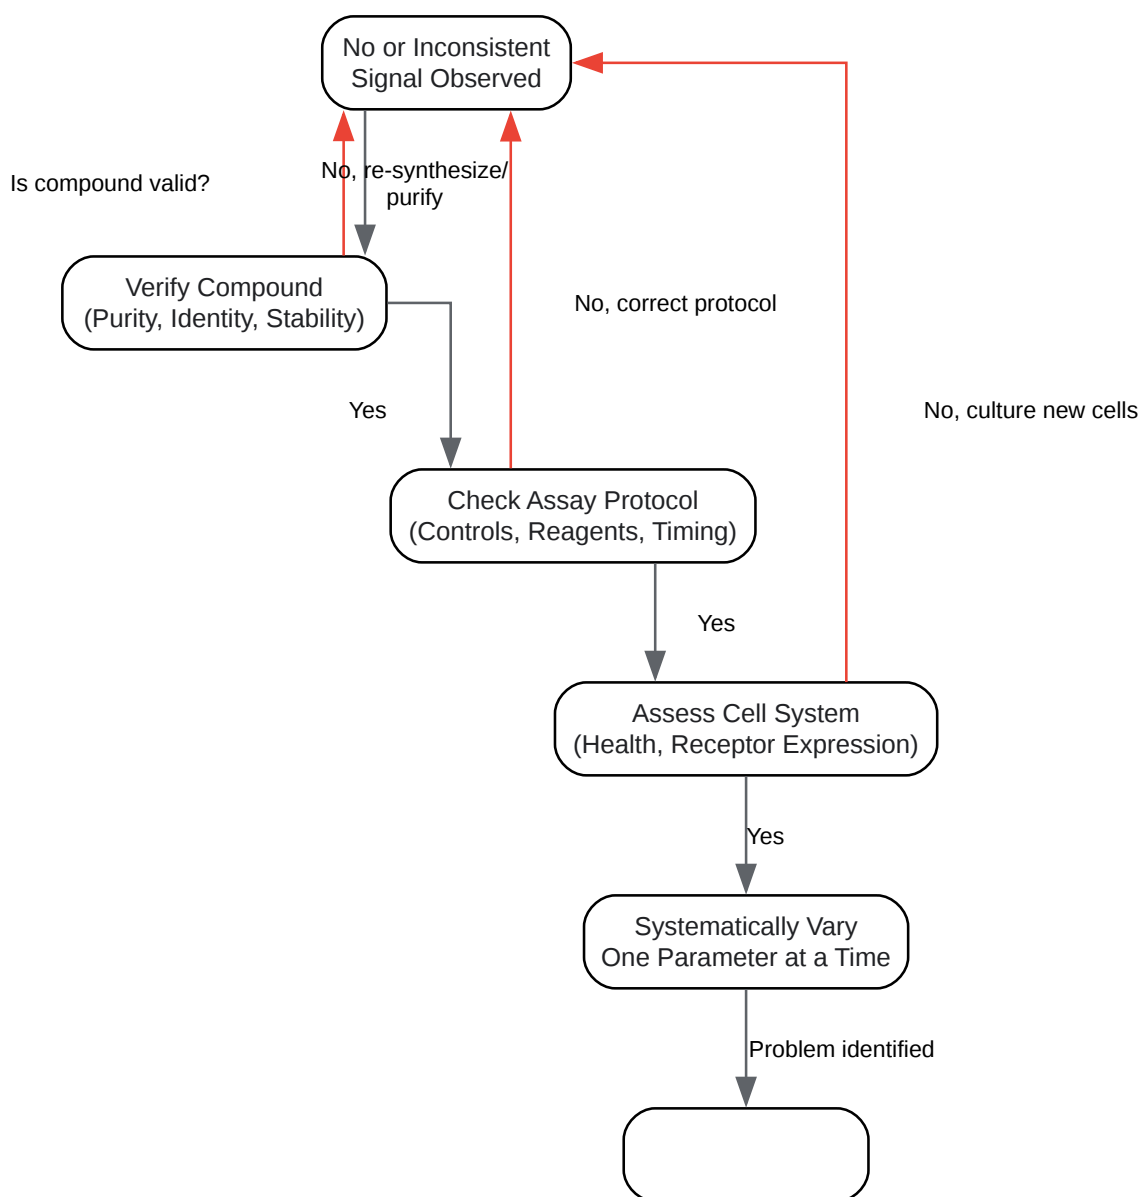 No or Inconsistent
Signal Observed
Is compound valid?
No, re-synthesize/
purify
Verify Compound
(Purity, Identity, Stability)
No, correct protocol
Yes
No, culture new cells
Check Assay Protocol
(Controls, Reagents, Timing)
Yes
Assess Cell System
(Health, Receptor Expression)
Yes
Systematically Vary
One Parameter at a Time
Problem identified